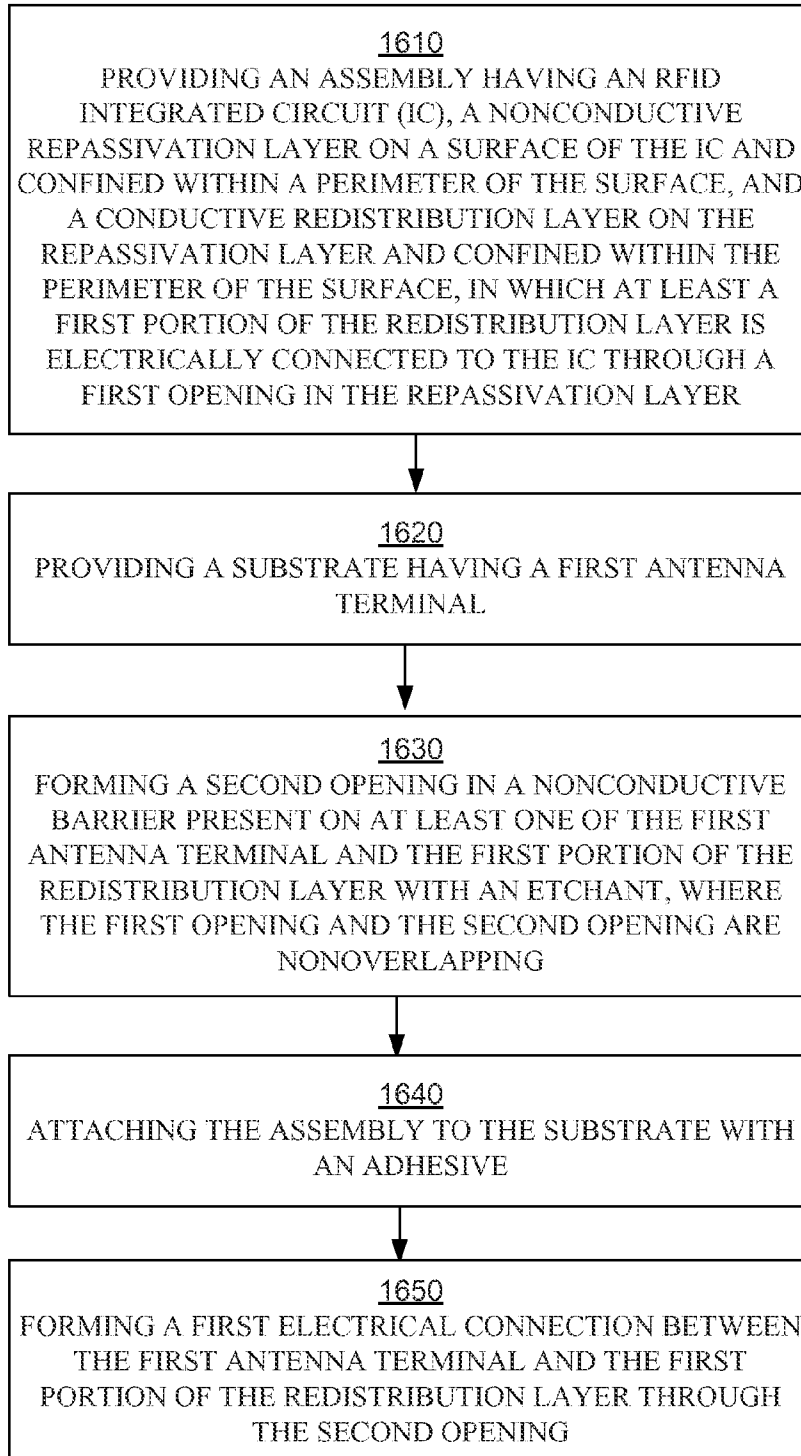 1610
PROVIDING AN ASSEMBLY HAVING AN RFID
INTEGRATED CIRCUIT (IC), A NONCONDUCTIVE
REPASSIVATION LAYER ON A SURFACE OF THE IC AND
CONFINED WITHIN A PERIMETER OF THE SURFACE, AND
A CONDUCTIVE REDISTRIBUTION LAYER ON THE
REPASSIVATION LAYER AND CONFINED WITHIN THE
PERIMETER OF THE SURFACE, IN WHICH AT LEAST A
FIRST PORTION OF THE REDISTRIBUTION LAYER IS
ELECTRICALLY CONNECTED TO THE IC THROUGH A
FIRST OPENING IN THE REPASSIVATION LAYER
1620
PROVIDING A SUBSTRATE HAVING A FIRST ANTENNA
TERMINAL
1630
FORMING A SECOND OPENING IN A NONCONDUCTIVE
BARRIER PRESENT ON AT LEAST ONE OF THE FIRST
ANTENNA TERMINAL AND THE FIRST PORTION OF THE
REDISTRIBUTION LAYER WITH AN ETCHANT, WHERE
THE FIRST OPENING AND THE SECOND OPENING ARE
NONOVERLAPPING
1640
ATTACHING THE ASSEMBLY TO THE SUBSTRATE WITH
AN ADHESIVE
1650
FORMING A FIRST ELECTRICAL CONNECTION BETWEEN
THE FIRST ANTENNA TERMINAL AND THE FIRST
PORTION OF THE REDISTRIBUTION LAYER THROUGH
THE SECOND OPENING